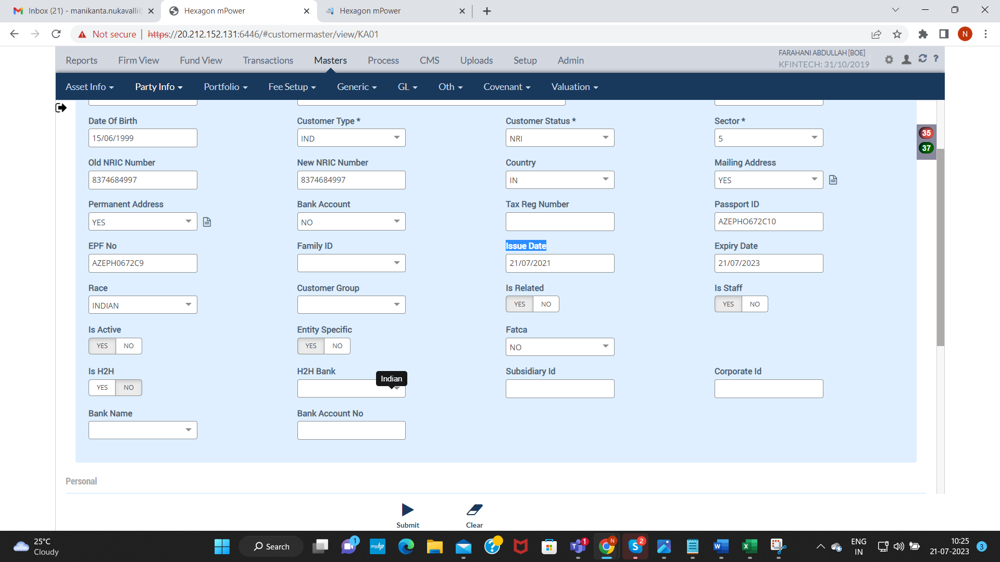 Inbox (21) - manikanta.nukavalli@
Hexagon mPower
Hexagon mPower
Not secure
https://20.212.152.131:6446/#customermaster/view/KA01
N
Reports
Firm View
Fund View
Transactions
Masters
Process
CMS
Uploads
Setup
Admin
FARAHANI ABDULLAH [BOE]
KFINTECH: 31/10/2019
?
Asset Info
Party Info
Portfolio
Fee Setup
Generic
GL
Oth
Covenant
Valuation
Date Of Birth
Customer Type *
Customer Status *
Sector *
15/06/1999
IND
NRI
5
35
37
Old NRIC Number
New NRIC Number
Country
Mailing Address
8374684997
8374684997
IN
YES
Permanent Address
Bank Account
Tax Reg Number
Passport ID
YES
NO
AZEPHO672C10
EPF No
Family ID
Issue Date
Expiry Date
AZEPH0672C9
21/07/2021
21/07/2023
Race
Customer Group
Is Related
Is Staff
INDIAN
YES NO
YES NO
Is Active
Entity Specific
Fatca
YES NO
YES NO
NO
Is H2H
H2H Bank
Indian
Subsidiary Id
Corporate Id
YES NO
Bank Name
Bank Account No
Personal
Submit
Clear
25°C
Cloudy
Search
1
myhp
1
N
2
ENG
IN
10:25
21-07-2023
3